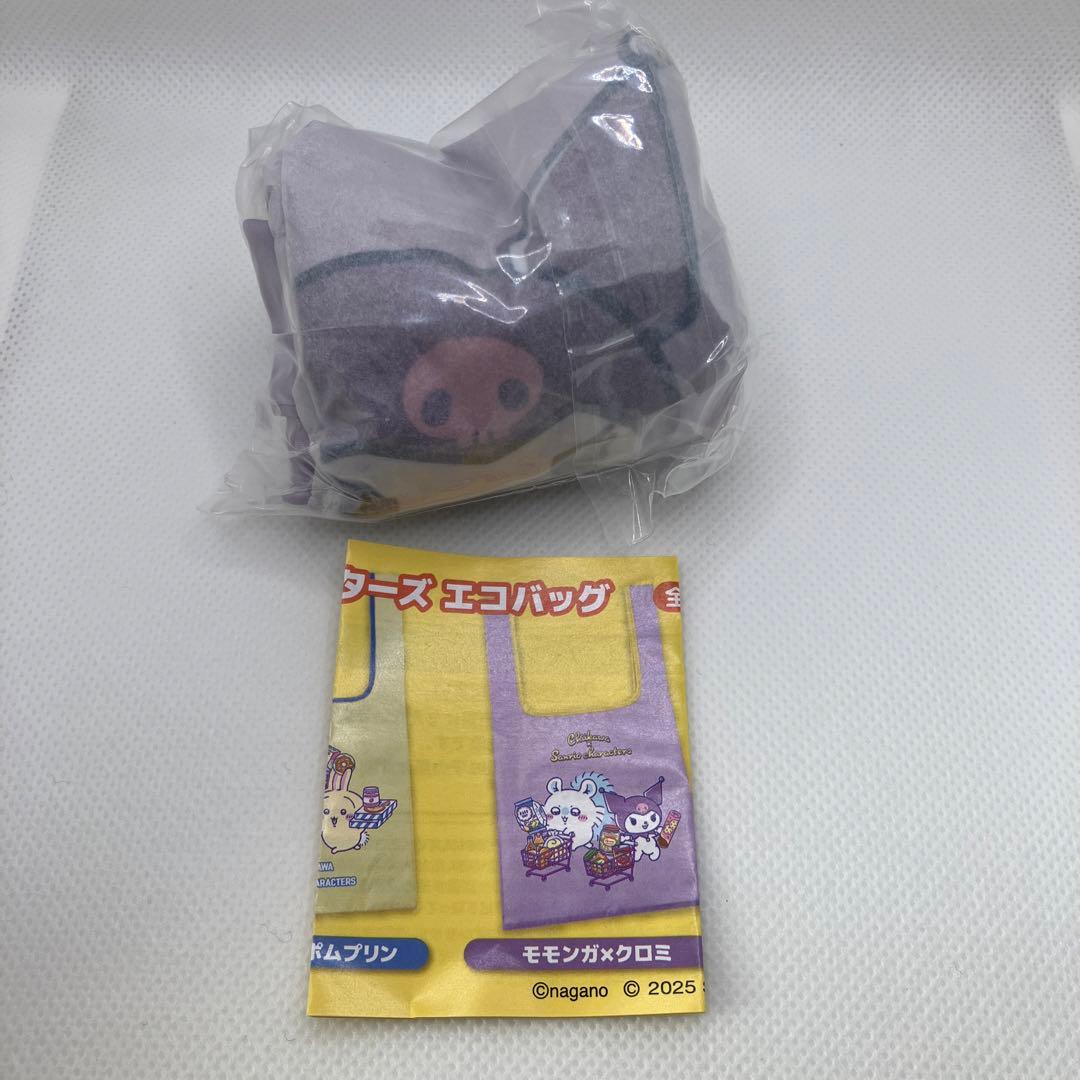 ターズ エコバッグ 全
Chiikawa
×
Sanrio characters
AWA
ARACTERS
ポムプリン
モモンガ×クロミ
©nagano © 2025